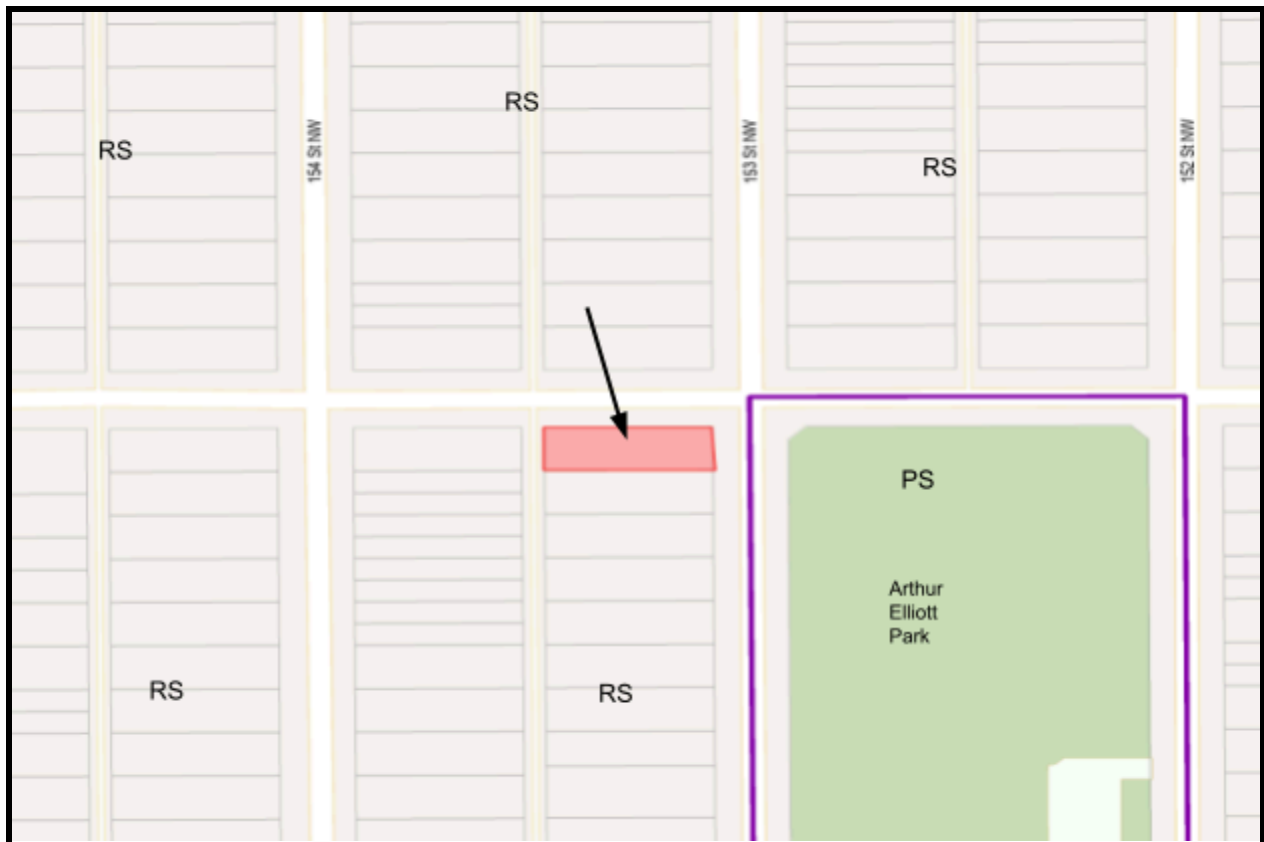 RS
RS
RS
154 St NW
153 St NW
152 St NW
PS
Arthur
Elliott
Park
RS
RS